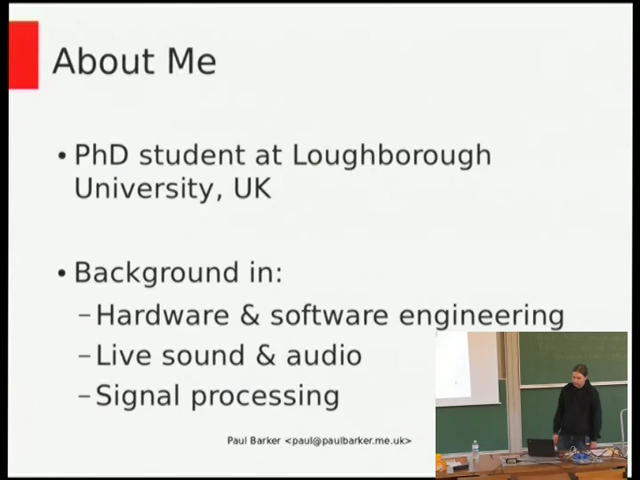 About Me
• PhD student at Loughborough
University, UK
• Background in:
–Hardware & software engineering
–Live sound & audio
–Signal processing
Paul Barker <paul@paulbarker.me.uk>